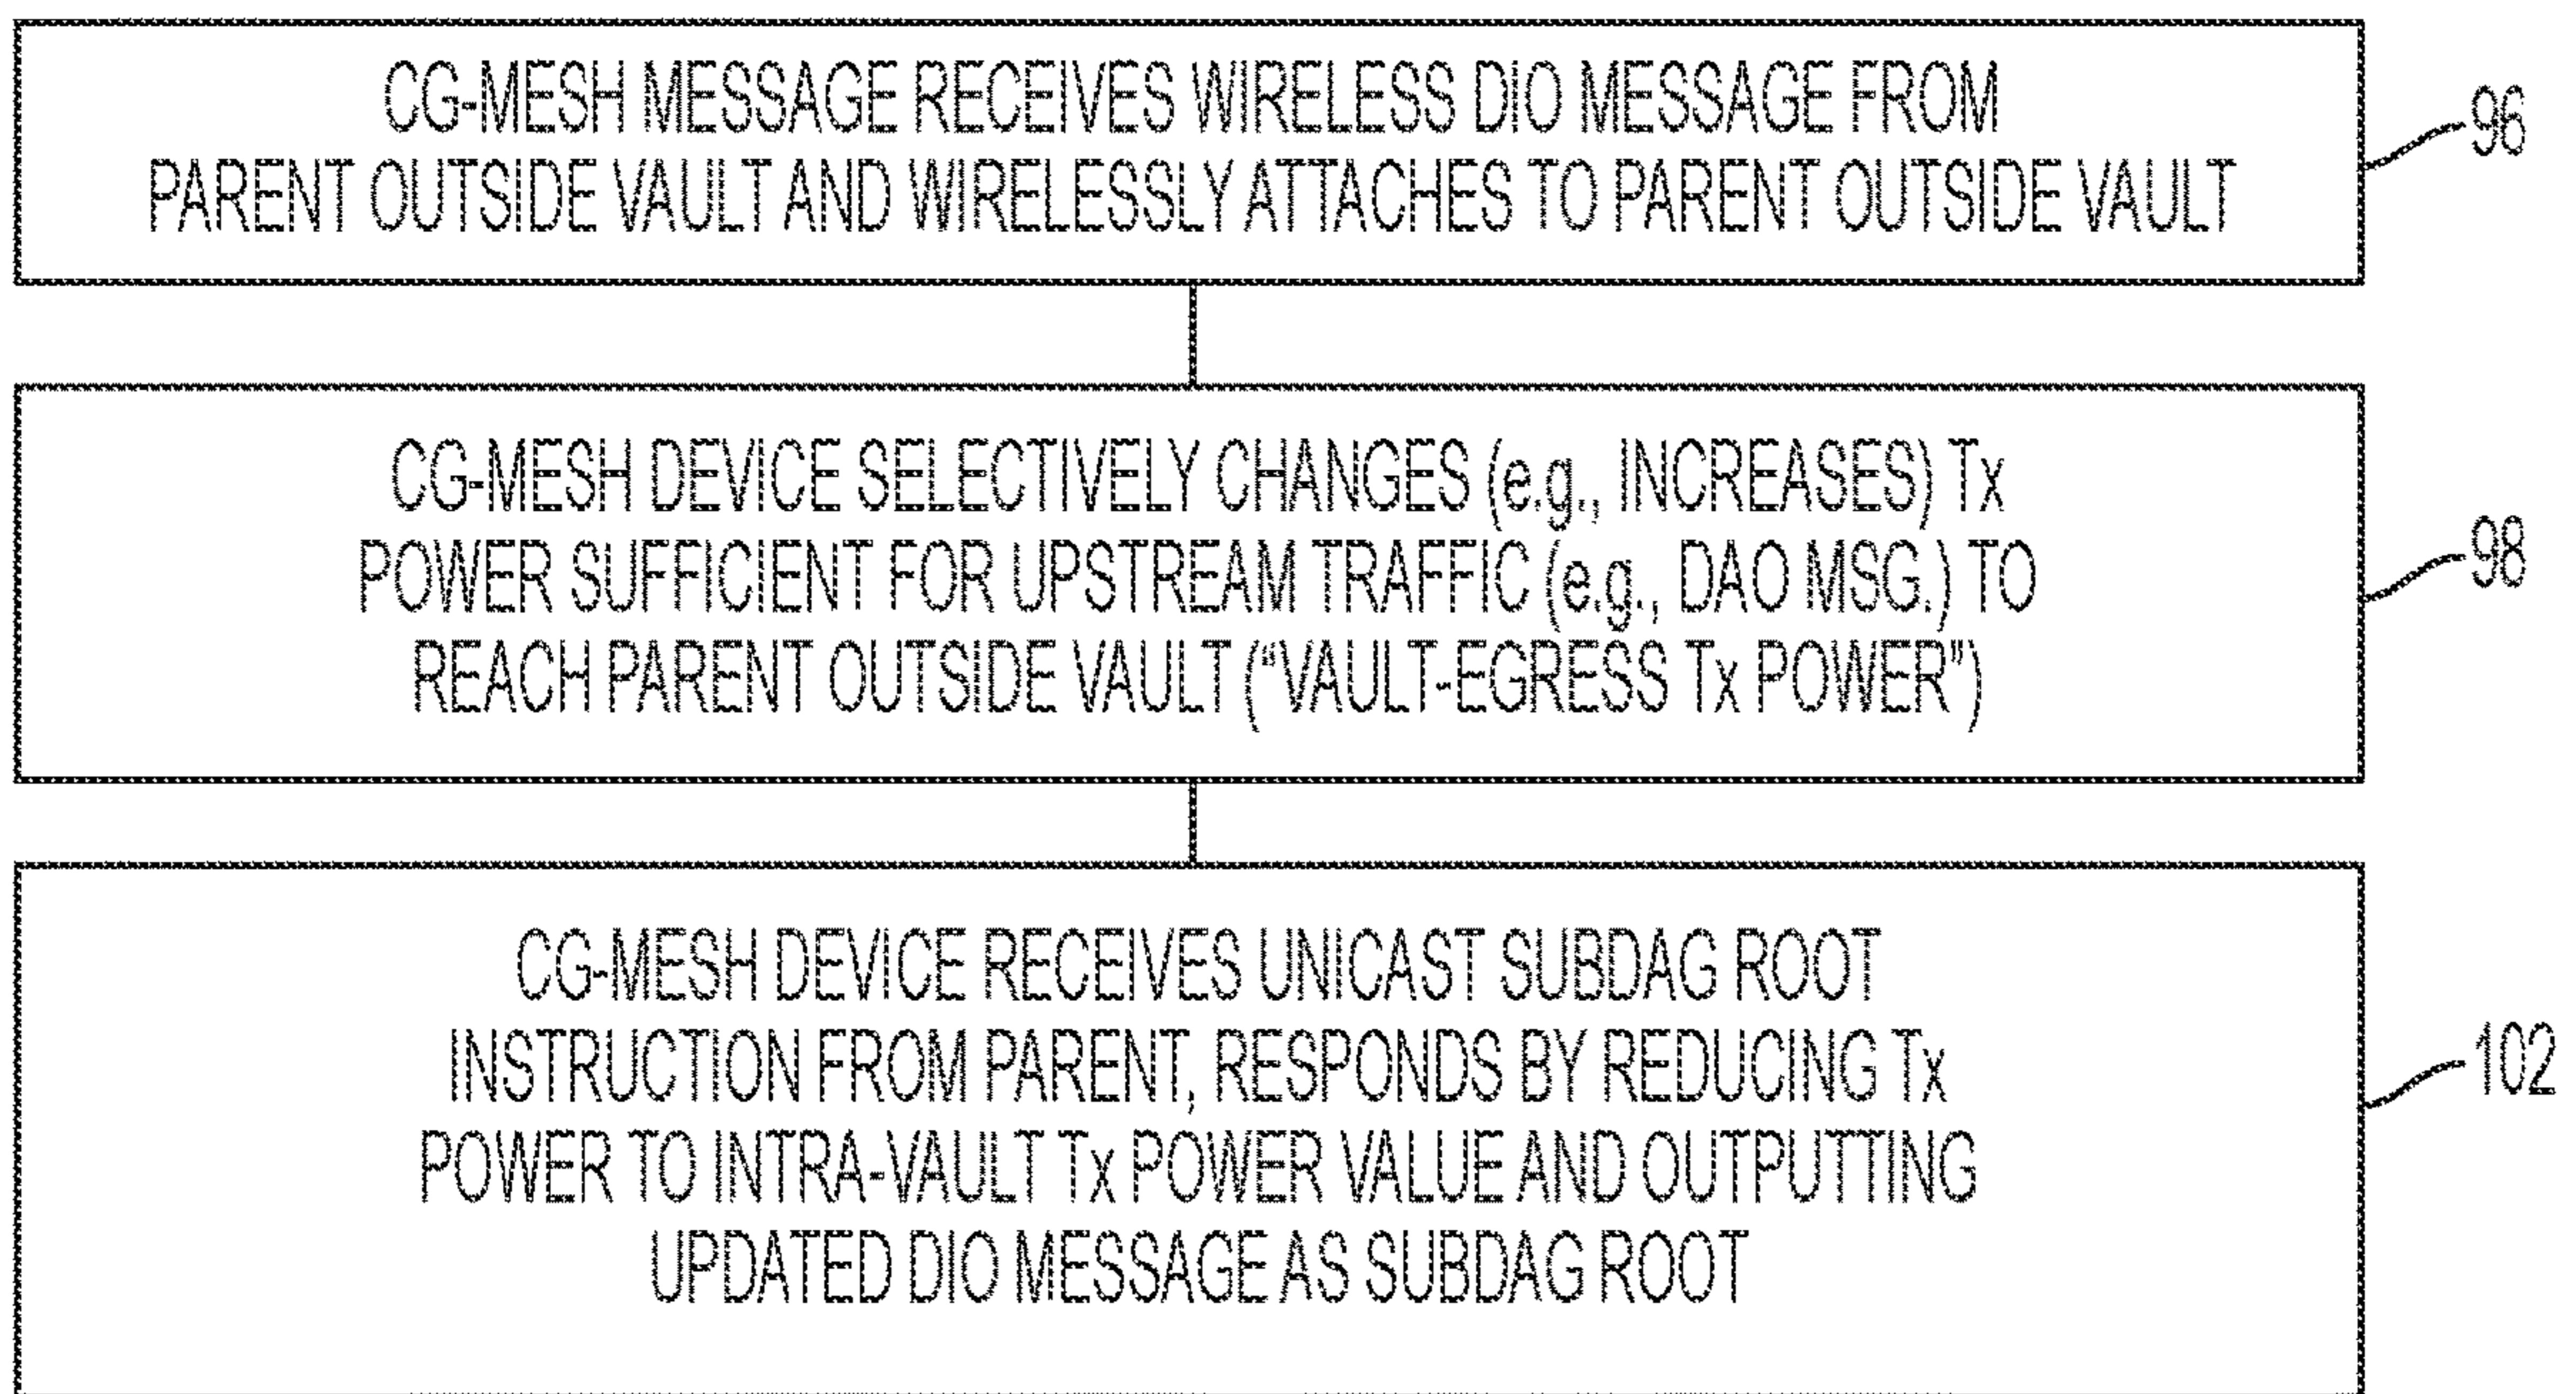 CG-MESH MESSAGE RECEIVES WIRELESS DIO MESSAGE FROM
PARENT OUTSIDE VAULT AND WIRELESSLY ATTACHES TO PARENT OUTSIDE VAULT
96
CG-MESH DEVICE SELECTIVELY CHANGES (e.g., INCREASES) Tx
POWER SUFFICIENT FOR UPSTREAM TRAFFIC (e.g., DAO MSG.) TO
REACH PARENT OUTSIDE VAULT (“VAULT-EGRESS Tx POWER”)
98
CG-MESH DEVICE RECEIVES UNICAST SUBDAG ROOT
INSTRUCTION FROM PARENT, RESPONDS BY REDUCING Tx
POWER TO INTRA-VAULT Tx POWER VALUE AND OUTPUTTING
UPDATED DIO MESSAGE AS SUBDAG ROOT
102